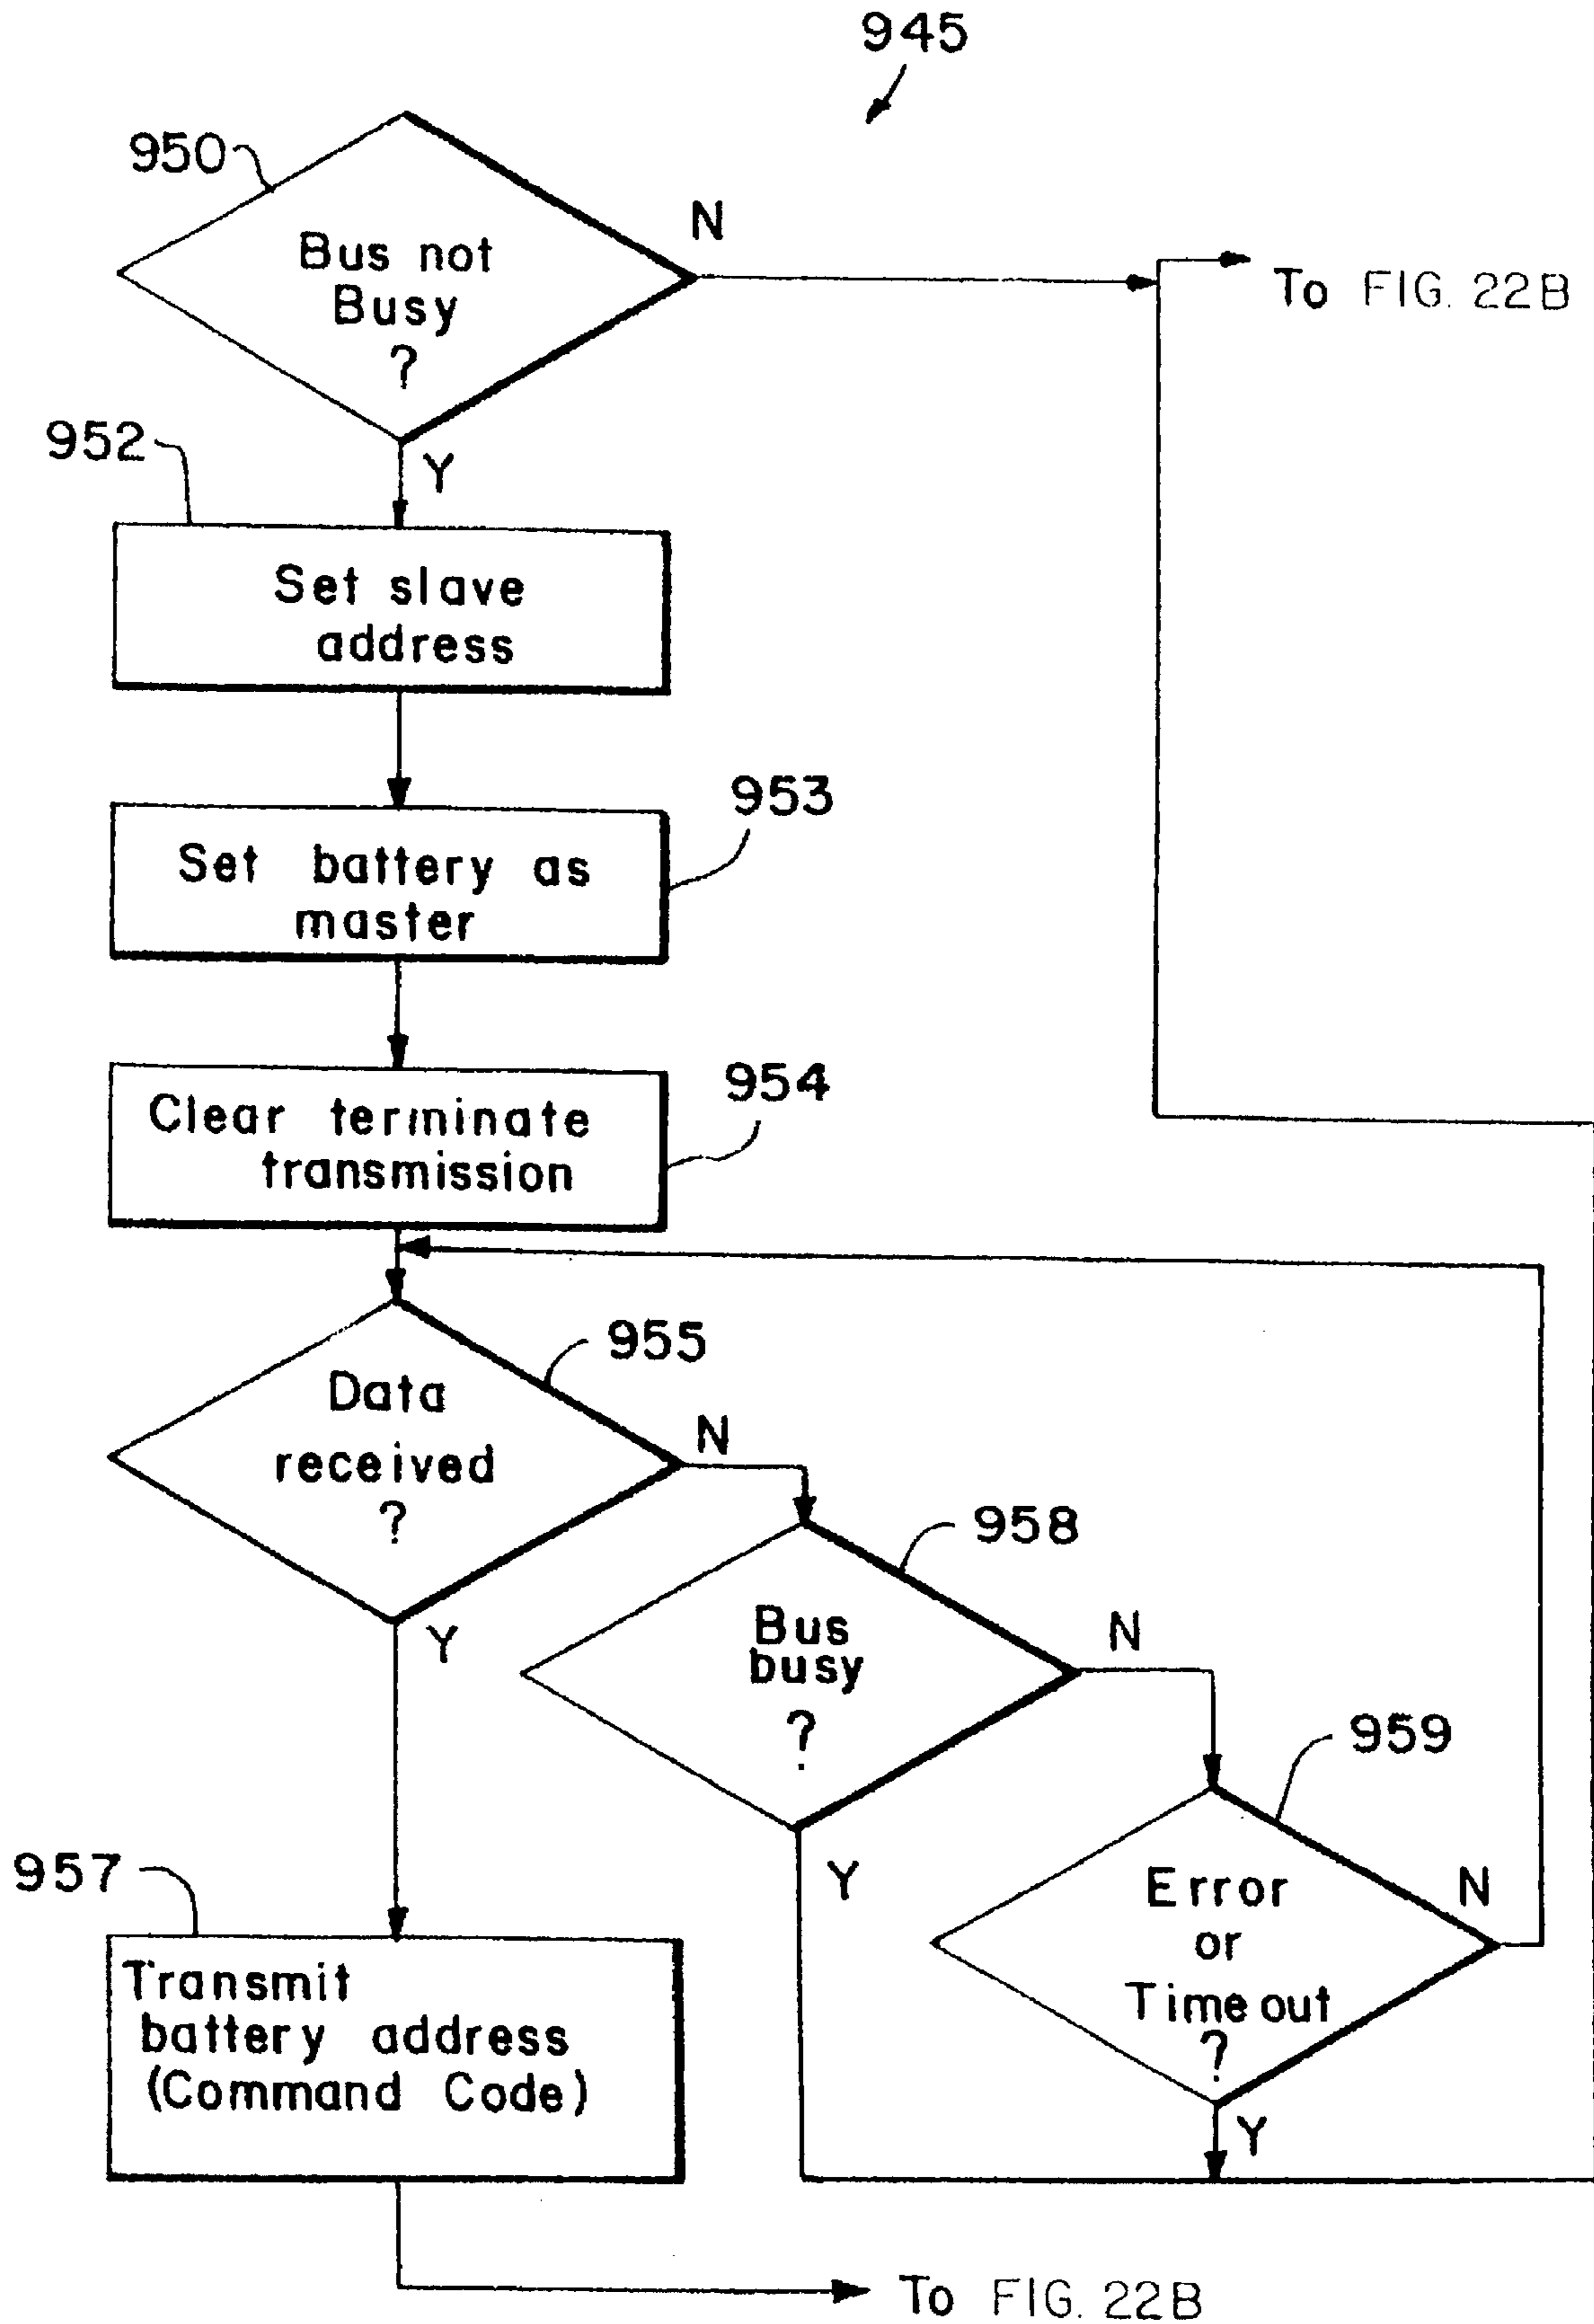 945
950
N
Bus not
Busy
?
To FIG. 22B
952
Y
Set slave
address
953
Set battery as
master
954
Clear terminate
transmission
955
Data
received
?
N
Y
958
Bus
busy
?
N
Y
959
Error
or
Time out
?
N
Y
957
Transmit
battery address
(Command Code)
To FIG. 22B